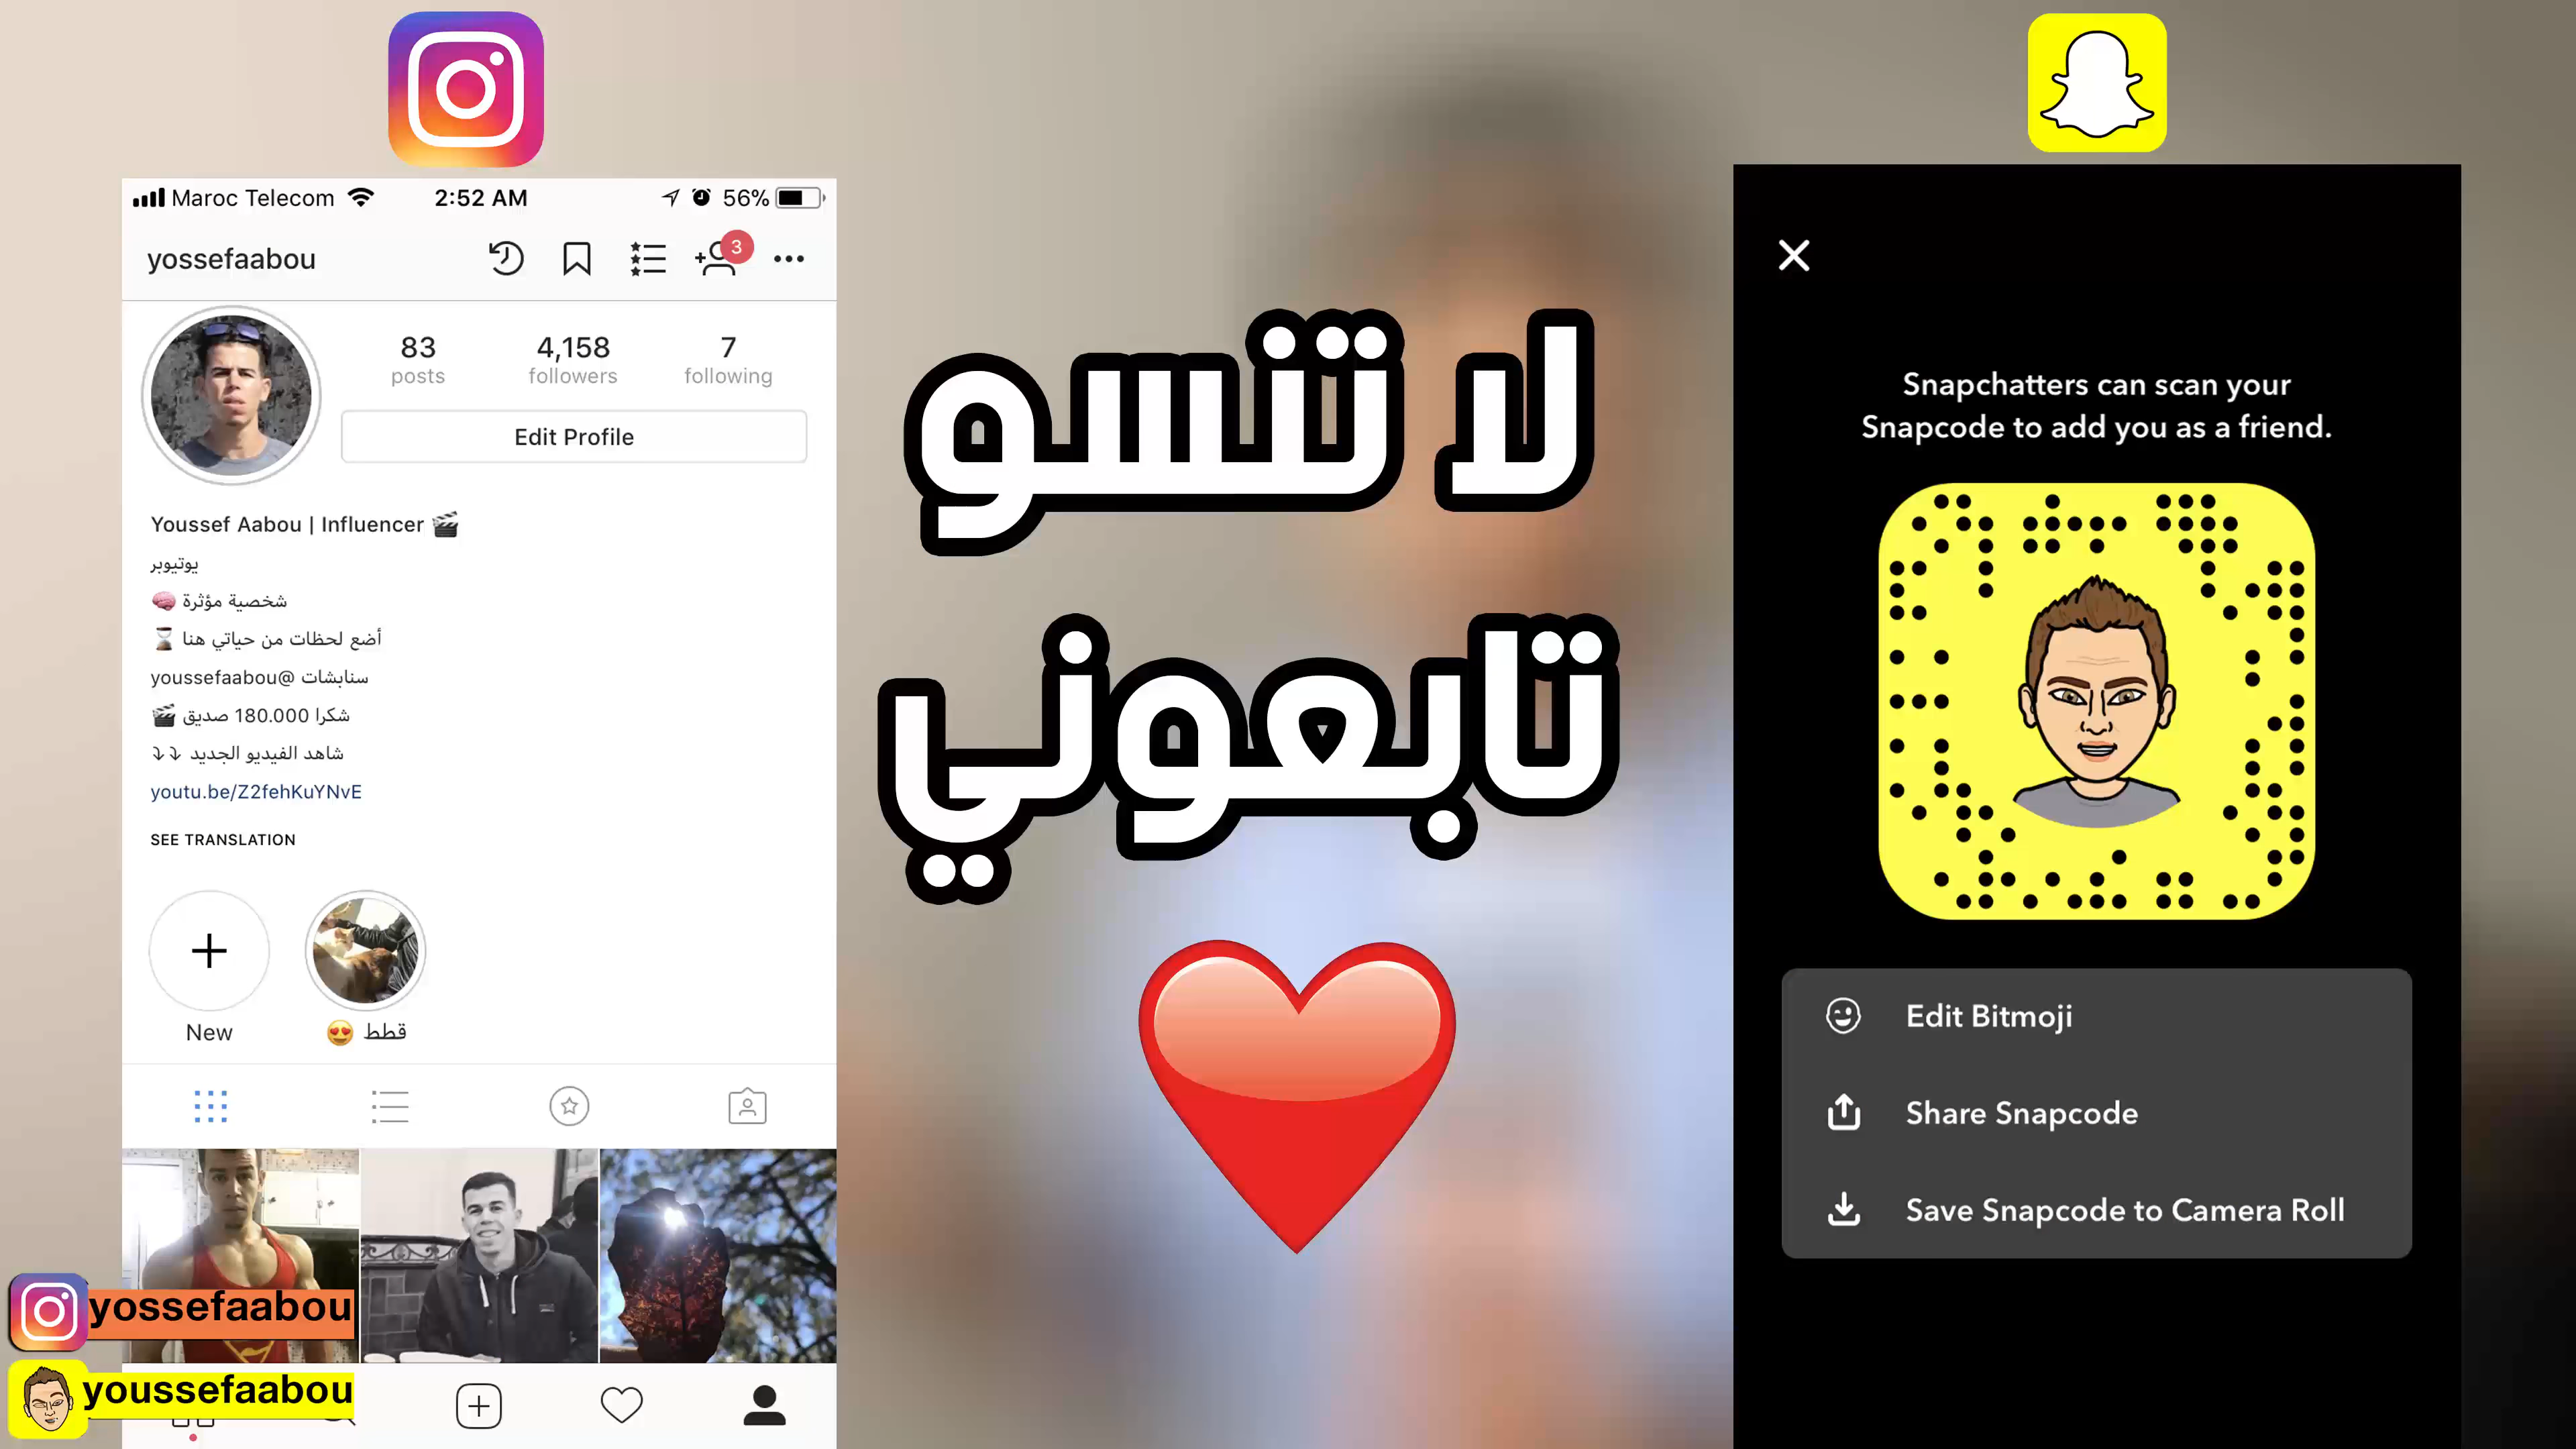 Maroc Telecom 2:52 AM 56%
yossefaabou 3
83 4,158 7
posts followers following
Edit Profile
Youssef Aabou | Influencer
يوتيوبر
شخصية مؤثرة
أضع لحظات من حياتي هنا
سنابشات @youssefaabou
شكرا 180.000 صديق
شاهد الفيديو الجديد
youtu.be/Z2fehKuYNvE
SEE TRANSLATION
New قطط
yossefaabou
youssefaabou
لا تنسو
تابعوني
Snapchatters can scan your
Snapcode to add you as a friend.
Edit Bitmoji
Share Snapcode
Save Snapcode to Camera Roll